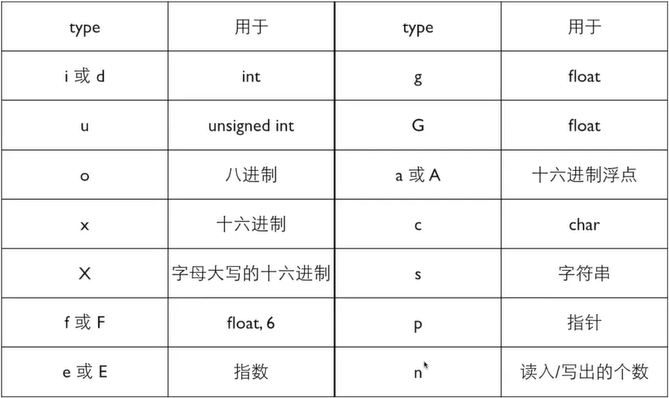 type 用于 type 用于
i 或 d int g float
u unsigned int G float
o 八进制 a 或 A 十六进制浮点
x 十六进制 c char
X 字母大写的十六进制 s 字符串
f 或 F float, 6 p 指针
e 或 E 指数 n 读入/写出的个数